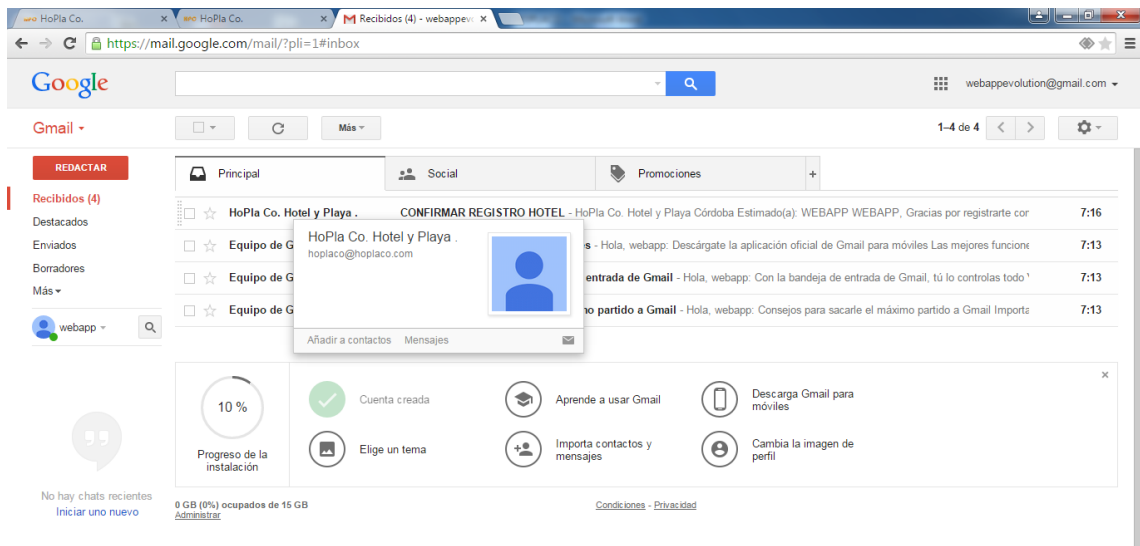 HoPla Co.
HoPla Co.
Recibidos (4) - webappevo
https://mail.google.com/mail/?pli=1#inbox
Google
webappevolution@gmail.com
Gmail
Más
1–4 de 4
REDACTAR
Principal
Social
Promociones
+
Recibidos (4)
Destacados
Enviados
Borradores
Más
webapp
HoPla Co. Hotel y Playa . CONFIRMAR REGISTRO HOTEL - HoPla Co. Hotel y Playa Córdoba Estimado(a): WEBAPP WEBAPP, Gracias por registrarte cor 7:16
Equipo de G s - Hola, webapp: Descárgate la aplicación oficial de Gmail para móviles Las mejores funcione 7:13
Equipo de G entrada de Gmail - Hola, webapp: Con la bandeja de entrada de Gmail, tú lo controlas todo 7:13
Equipo de G no partido a Gmail - Hola, webapp: Consejos para sacarle el máximo partido a Gmail Importa 7:13
HoPla Co. Hotel y Playa .
hoplaco@hoplaco.com
Añadir a contactos Mensajes
10 %
Progreso de la
instalación
Cuenta creada
Aprende a usar Gmail
Descarga Gmail para
móviles
Elige un tema
Importa contactos y
mensajes
Cambia la imagen de
perfil
No hay chats recientes
Iniciar uno nuevo
0 GB (0%) ocupados de 15 GB
Administrar
Condiciones - Privacidad